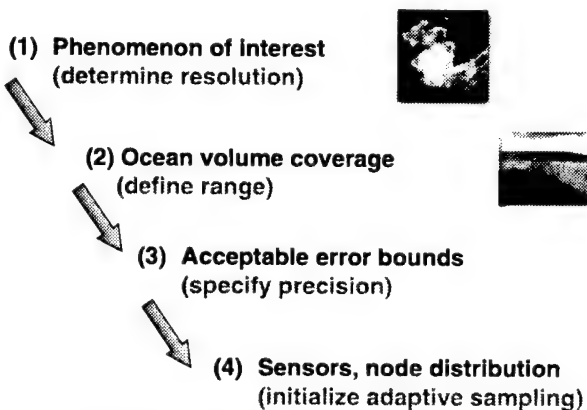 (1) Phenomenon of interest
(determine resolution)
(2) Ocean volume coverage
(define range)
(3) Acceptable error bounds
(specify precision)
(4) Sensors, node distribution
(initialize adaptive sampling)